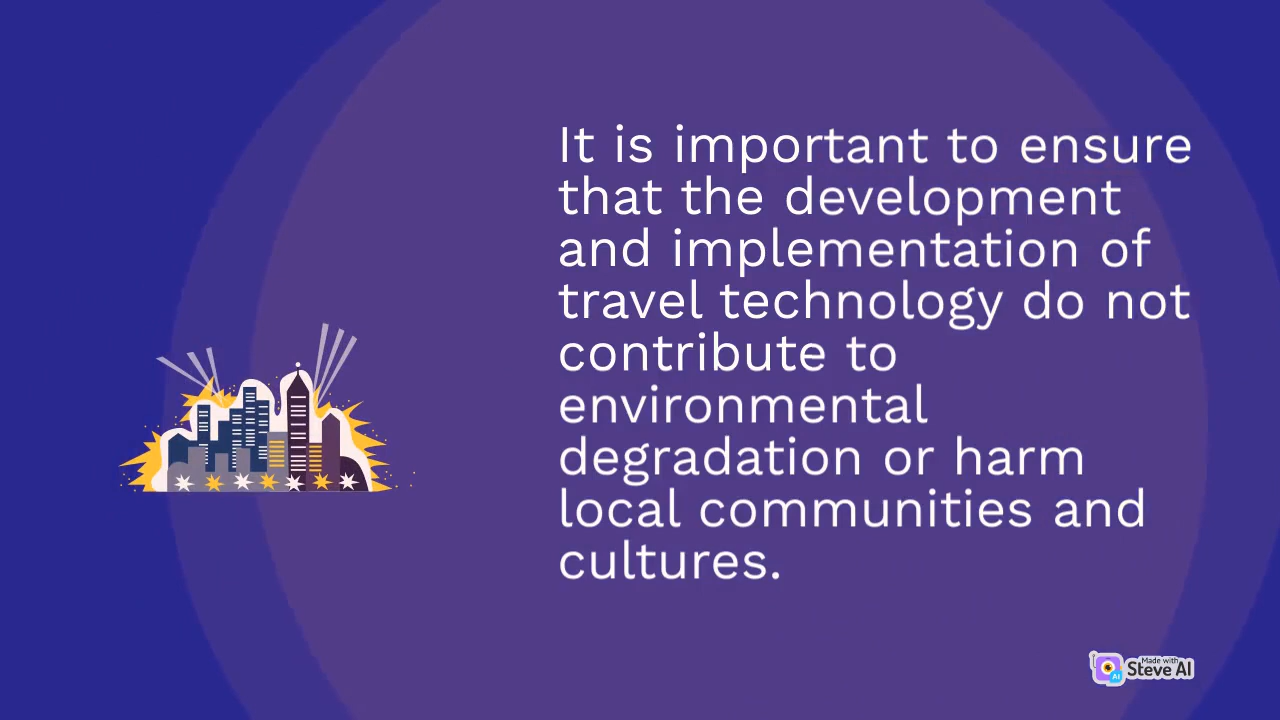 It is important to ensure
that the development
and implementation of
travel technology do not
contribute to
environmental
degradation or harm
local communities and
cultures.
Made with
Steve AI
AI